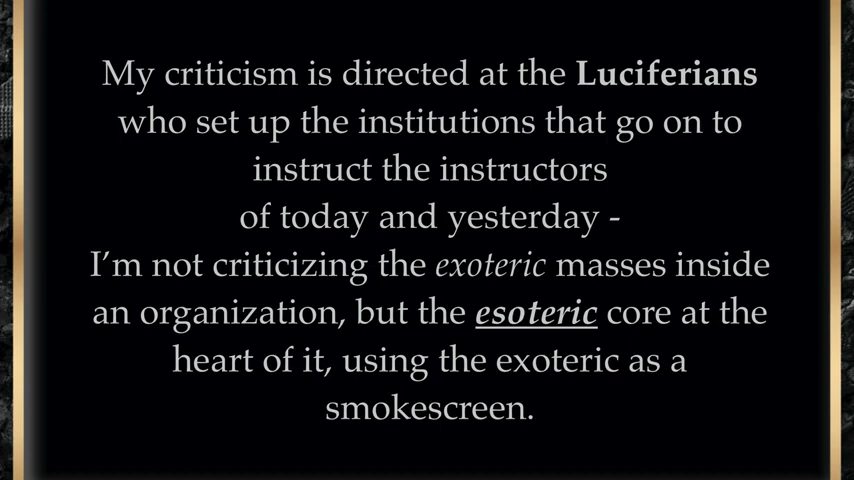 My criticism is directed at the Luciferians
who set up the institutions that go on to
instruct the instructors
of today and yesterday -
I'm not criticizing the exoteric masses inside
an organization, but the esoteric core at the
heart of it, using the exoteric as a
smokescreen.